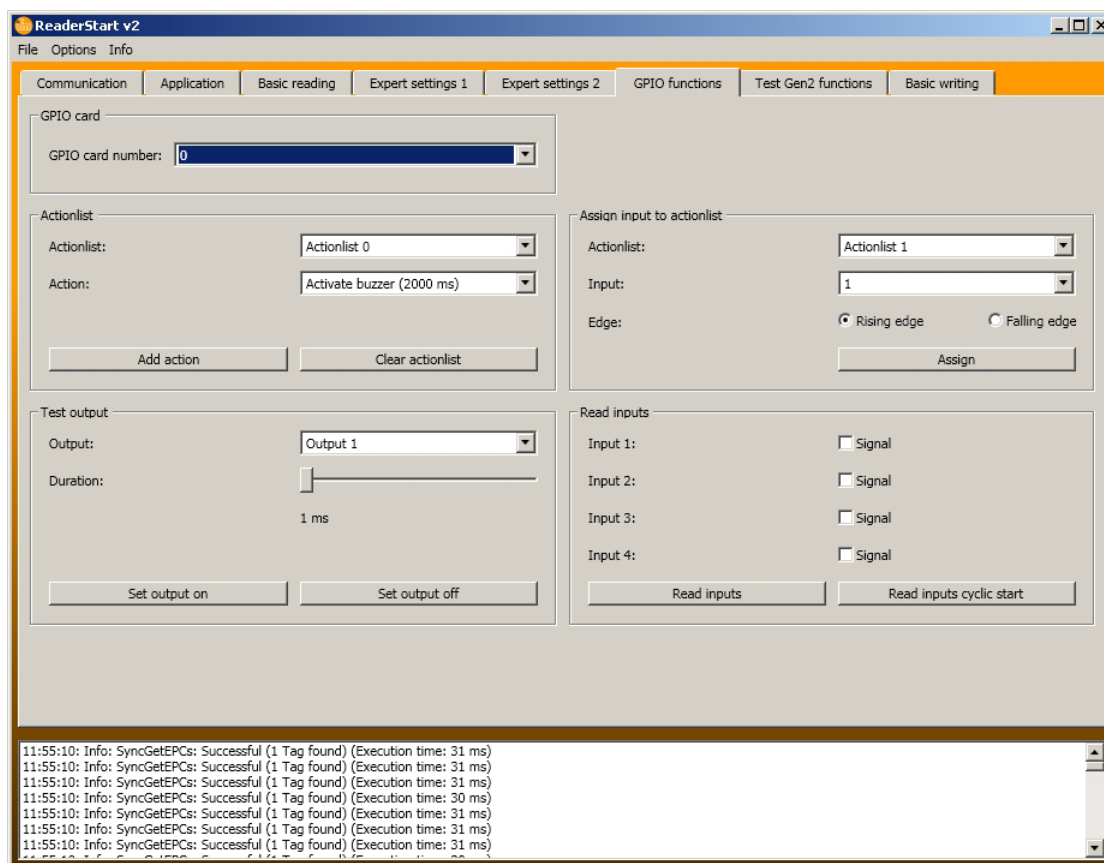 ReaderStart v2
File Options Info
Communication Application Basic reading Expert settings 1 Expert settings 2 GPIO functions Test Gen2 functions Basic writing
GPIO card
GPIO card number: 0
Actionlist
Actionlist: Actionlist 0
Action: Activate buzzer (2000 ms)
Add action Clear actionlist
Assign input to actionlist
Actionlist: Actionlist 1
Input: 1
Edge: Rising edge Falling edge
Assign
Test output
Output: Output 1
Duration:
1 ms
Set output on Set output off
Read inputs
Input 1: Signal
Input 2: Signal
Input 3: Signal
Input 4: Signal
Read inputs Read inputs cyclic start
11:55:10: Info: SyncGetEPCs: Successful (1 Tag found) (Execution time: 31 ms)
11:55:10: Info: SyncGetEPCs: Successful (1 Tag found) (Execution time: 31 ms)
11:55:10: Info: SyncGetEPCs: Successful (1 Tag found) (Execution time: 31 ms)
11:55:10: Info: SyncGetEPCs: Successful (1 Tag found) (Execution time: 30 ms)
11:55:10: Info: SyncGetEPCs: Successful (1 Tag found) (Execution time: 31 ms)
11:55:10: Info: SyncGetEPCs: Successful (1 Tag found) (Execution time: 31 ms)
11:55:10: Info: SyncGetEPCs: Successful (1 Tag found) (Execution time: 31 ms)